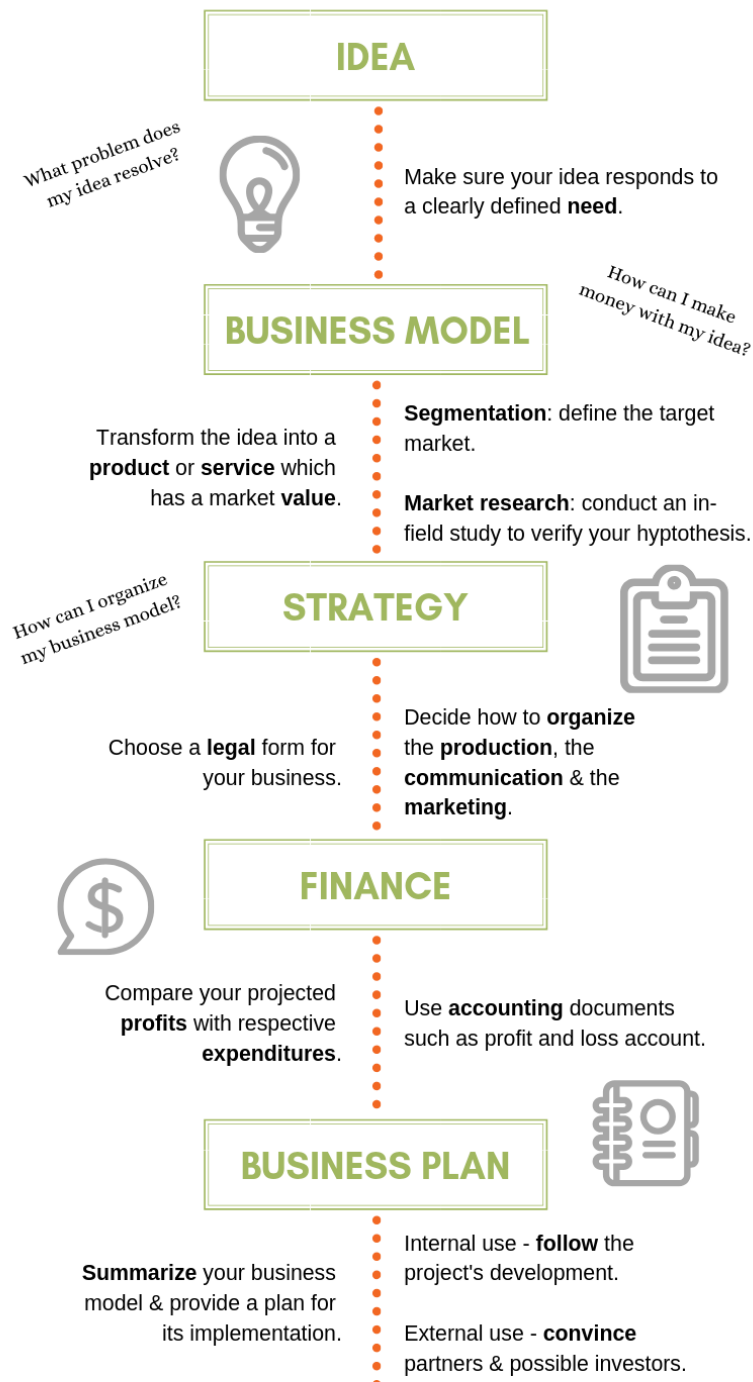 IDEA
What problem does
my idea resolve?
Make sure your idea responds to
a clearly defined need.
How can I make
money with my idea?
BUSINESS MODEL
Transform the idea into a
product or service which
has a market value.
Segmentation: define the target
market.
Market research: conduct an in-
field study to verify your hyptothesis.
How can I organize
my business model?
STRATEGY
Choose a legal form for
your business.
Decide how to organize
the production, the
communication & the
marketing.
FINANCE
$
Compare your projected
profits with respective
expenditures.
Use accounting documents
such as profit and loss account.
BUSINESS PLAN
Summarize your business
model & provide a plan for
its implementation.
Internal use - follow the
project's development.
External use - convince
partners & possible investors.